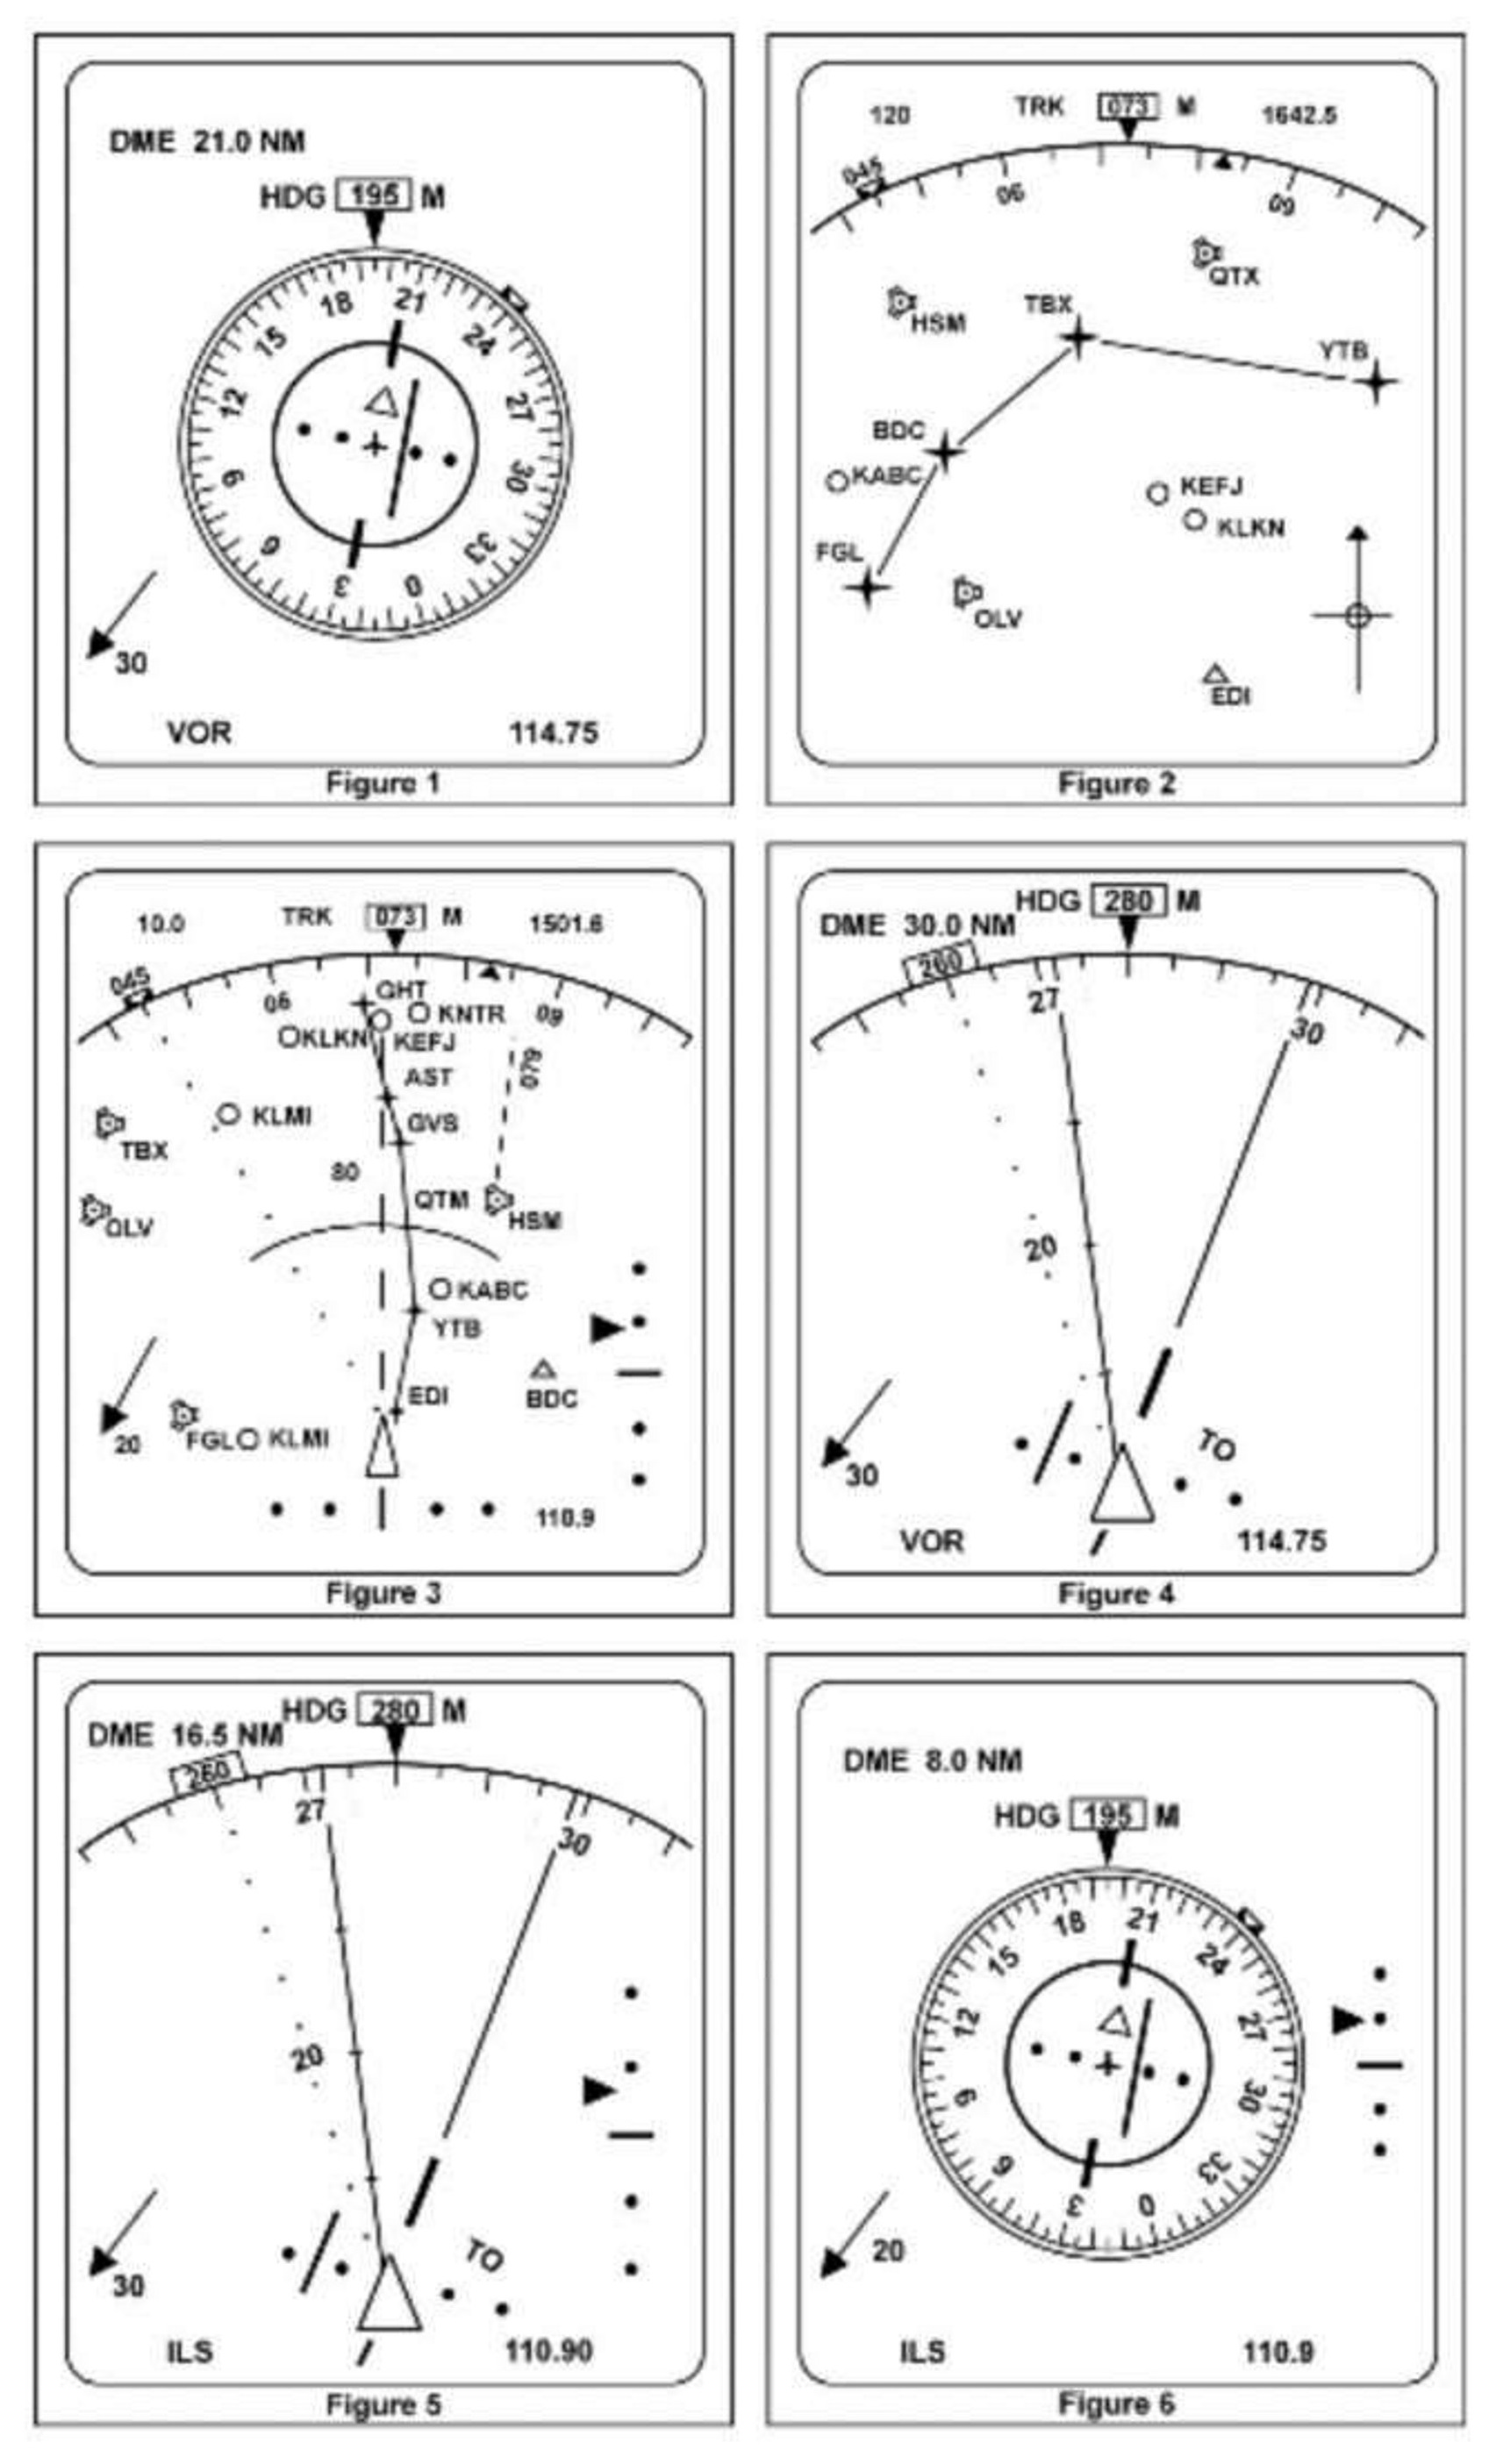 DME 21.0 NM
HDG 195 M
18 21
15 24
12 27
9 30
6 33
3 0
30
VOR 114.75
Figure 1
120 TRK 073 M 1642.5
045
06 09
QTX
HSM TBX
YTB
BDC
KABC KEFJ
KLKN
FGL
OLV
EDI
Figure 2
10.0 TRK 073 M 1501.6
045
06 GHT 09
KNTR
KLKN KEFJ
079
AST
KLMI GVS
TBX
80
QTM
HSM
OLV
KABC
YTB
EDI BDC
20 FGL KLMI
110.9
Figure 3
HDG 280 M
DME 30.0 NM
260
27 30
20
TO
30
VOR 114.75
Figure 4
HDG 280 M
DME 16.5 NM
260
27 30
20
TO
30
ILS 110.90
Figure 5
DME 8.0 NM
HDG 195 M
18 21
15 24
12 27
9 30
6 33
3 0
20
ILS 110.9
Figure 6